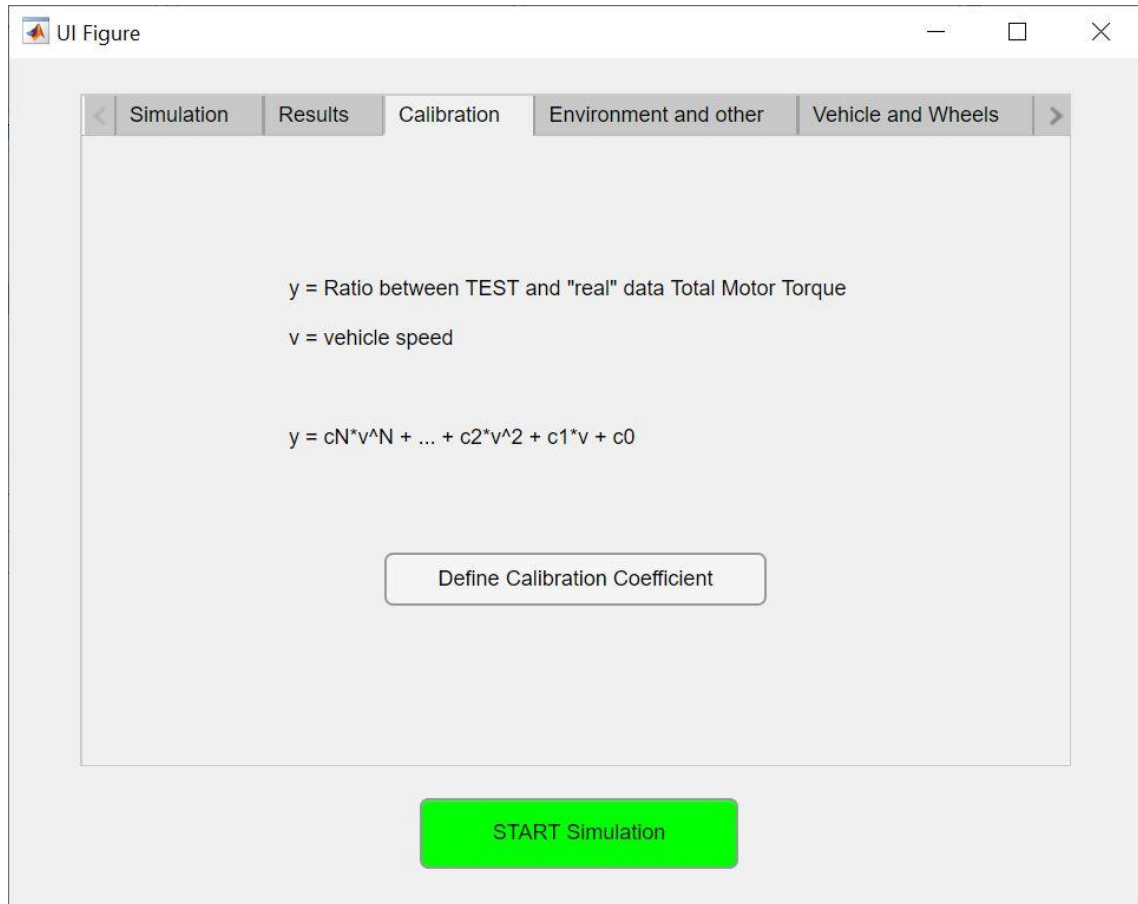 UI Figure
Simulation Results Calibration Environment and other Vehicle and Wheels
y = Ratio between TEST and "real" data Total Motor Torque
v = vehicle speed
y = cN*v^N + ... + c2*v^2 + c1*v + c0
Define Calibration Coefficient
START Simulation